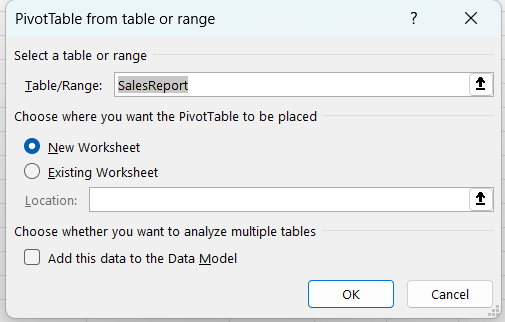 PivotTable from table or range ?
Select a table or range
Table/Range: SalesReport
Choose where you want the PivotTable to be placed
New Worksheet
Existing Worksheet
Location:
Choose whether you want to analyze multiple tables
Add this data to the Data Model
OK Cancel